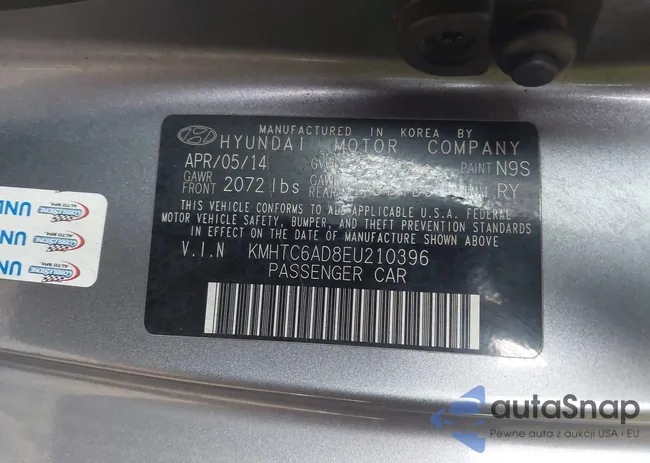 MANUFACTURED IN KOREA BY
HYUNDAI MOTOR COMPANY
APR/05/14
PAINT N9S
GAWR
FRONT 2072 lbs
RY
THIS VEHICLE CONFORMS TO ALL APPLICABLE U.S.A. FEDERAL
MOTOR VEHICLE SAFETY, BUMPER, AND THEFT PREVENTION STANDARDS
IN EFFECT ON THE DATE OF MANUFACTURE SHOWN ABOVE
V.I.N KMHTC6AD8EU210396
PASSENGER CAR
autaSnap
Pewne auta z aukcji USA i EU